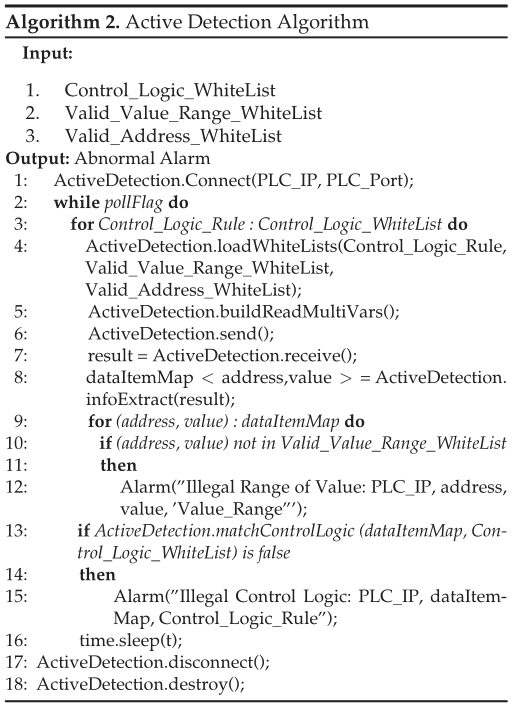 Algorithm 2. Active Detection Algorithm
Input:
1. Control_Logic_WhiteList
2. Valid_Value_Range_WhiteList
3. Valid_Address_WhiteList
Output: Abnormal Alarm
1: ActiveDetection.Connect(PLC_IP, PLC_Port);
2: while pollFlag do
3: for Control_Logic_Rule : Control_Logic_WhiteList do
4: ActiveDetection.loadWhiteLists(Control_Logic_Rule,
Valid_Value_Range_WhiteList,
Valid_Address_WhiteList);
5: ActiveDetection.buildReadMultiVars();
6: ActiveDetection.send();
7: result = ActiveDetection.receive();
8: dataItemMap < address,value > = ActiveDetection.
infoExtract(result);
9: for (address, value) : dataItemMap do
10: if (address, value) not in Valid_Value_Range_WhiteList
11: then
12: Alarm("Illegal Range of Value: PLC_IP, address,
value, 'Value_Range"');
13: if ActiveDetection.matchControlLogic (dataItemMap, Con-
trol_Logic_WhiteList) is false
14: then
15: Alarm("Illegal Control Logic: PLC_IP, dataItem-
Map, Control_Logic_Rule");
16: time.sleep(t);
17: ActiveDetection.disconnect();
18: ActiveDetection.destroy();